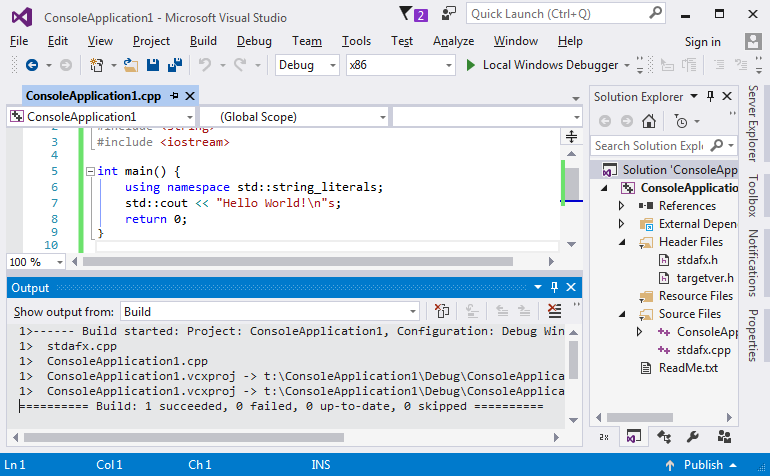 ConsoleApplication1 - Microsoft Visual Studio
2
Quick Launch (Ctrl+Q)
File Edit View Project Build Debug Team Tools Test Analyze Window Help Sign in
Debug x86 Local Windows Debugger
ConsoleApplication1.cpp
ConsoleApplication1 (Global Scope)
2 #include <string>
3 #include <iostream>
4
5 int main() {
6 using namespace std::string_literals;
7 std::cout << "Hello World!\n"s;
8 return 0;
9 }
10
100 %
Output
Show output from: Build
1>------ Build started: Project: ConsoleApplication1, Configuration: Debug Win
1> stdafx.cpp
1> ConsoleApplication1.cpp
1> ConsoleApplication1.vcxproj -> t:\ConsoleApplication1\Debug\ConsoleApplica
1> ConsoleApplication1.vcxproj -> t:\ConsoleApplication1\Debug\ConsoleApplica
========== Build: 1 succeeded, 0 failed, 0 up-to-date, 0 skipped ==========
Solution Explorer
Search Solution Explo
Solution 'ConsoleApp
ConsoleApplication
References
External Depen
Header Files
stdafx.h
targetver.h
Resource Files
Source Files
ConsoleApp
stdafx.cpp
ReadMe.txt
Server Explorer
Toolbox
Notifications
Properties
Ln 1 Col 1 Ch 1 INS Publish